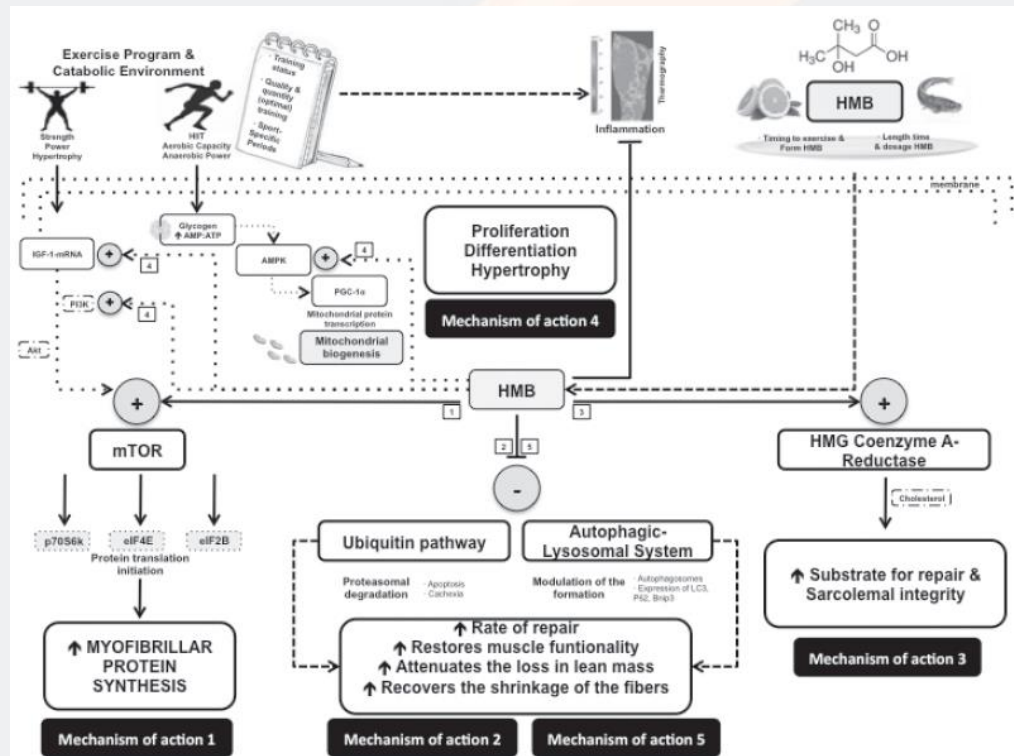 Exercise Program &
Catabolic Environment
Strength
Power
Hypertrophy
HIIT
Aerobic Capacity
Anaerobic Power
· Training
status
· Quality &
quantity
(optimal)
training
· Sport-
Specific
Periods
Thermography
Inflammation
H₃C
CH₃
OH
O
OH
HMB
· Timing to exercise &
Form HMB
· Length time
& dosage HMB
membrane
IGF-1-mRNA
+
4
Glycogen
↑ AMP:ATP
AMPK
+
4
PGC-1α
Mitochondrial protein
transcription
Mitochondrial
biogenesis
PI3K
+
4
Akt
Proliferation
Differentiation
Hypertrophy
Mechanism of action 4
HMB
1
3
2
5
+
mTOR
p70S6k
eIF4E
eIF2B
Protein translation
initiation
↑ MYOFIBRILLAR
PROTEIN
SYNTHESIS
Mechanism of action 1
-
Ubiquitin pathway
Autophagic-
Lysosomal System
Proteasomal
degradation
· Apoptosis
· Cachexia
Modulation of the
formation
· Autophagosomes
· Expression of LC3,
P62, Bnip3
↑ Rate of repair
↑ Restores muscle funtionality
↑ Attenuates the loss in lean mass
↑ Recovers the shrinkage of the fibers
Mechanism of action 2
Mechanism of action 5
+
HMG Coenzyme A-
Reductase
Cholesterol
↑ Substrate for repair &
Sarcolemal integrity
Mechanism of action 3